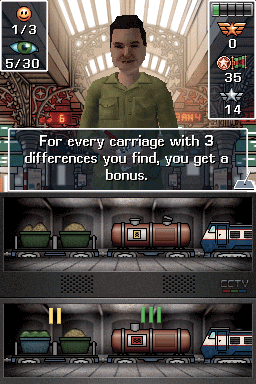 1/3
5/30
0
35
14
6
For every carriage with 3
differences you find, you get a
bonus.
CCTV